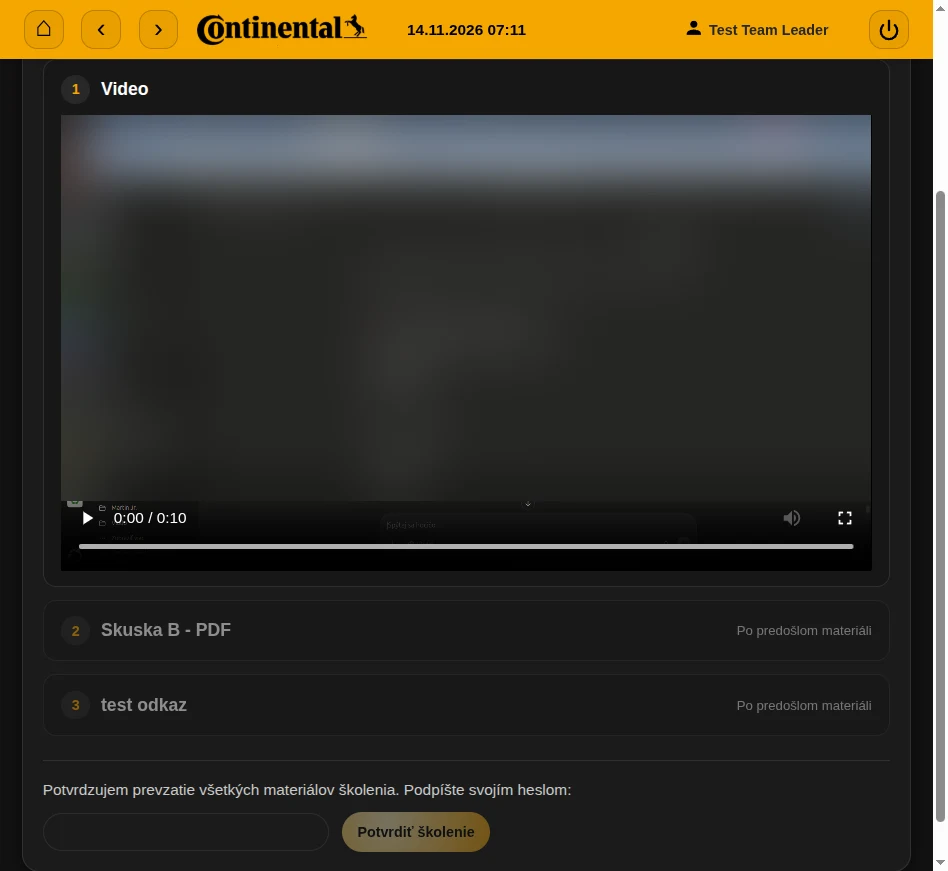 Continental
14.11.2026 07:11
Test Team Leader
1 Video
0:00 / 0:10
2 Skuska B - PDF
Po predošlom materiáli
3 test odkaz
Po predošlom materiáli
Potvrdzujem prevzatie všetkých materiálov školenia. Podpíšte svojím heslom:
Potvrdiť školenie